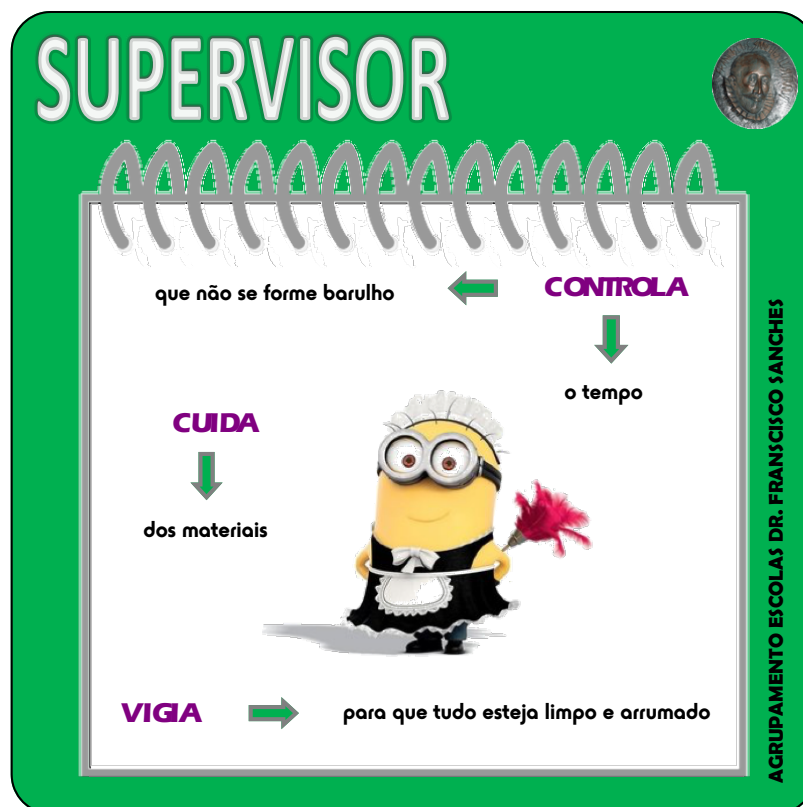 SUPERVISOR
que não se forme barulho
CONTROLA
o tempo
CUIDA
dos materiais
VIGIA
para que tudo esteja limpo e arrumado
AGRUPAMENTO ESCOLAS DR. FRANSCISCO SANCHES